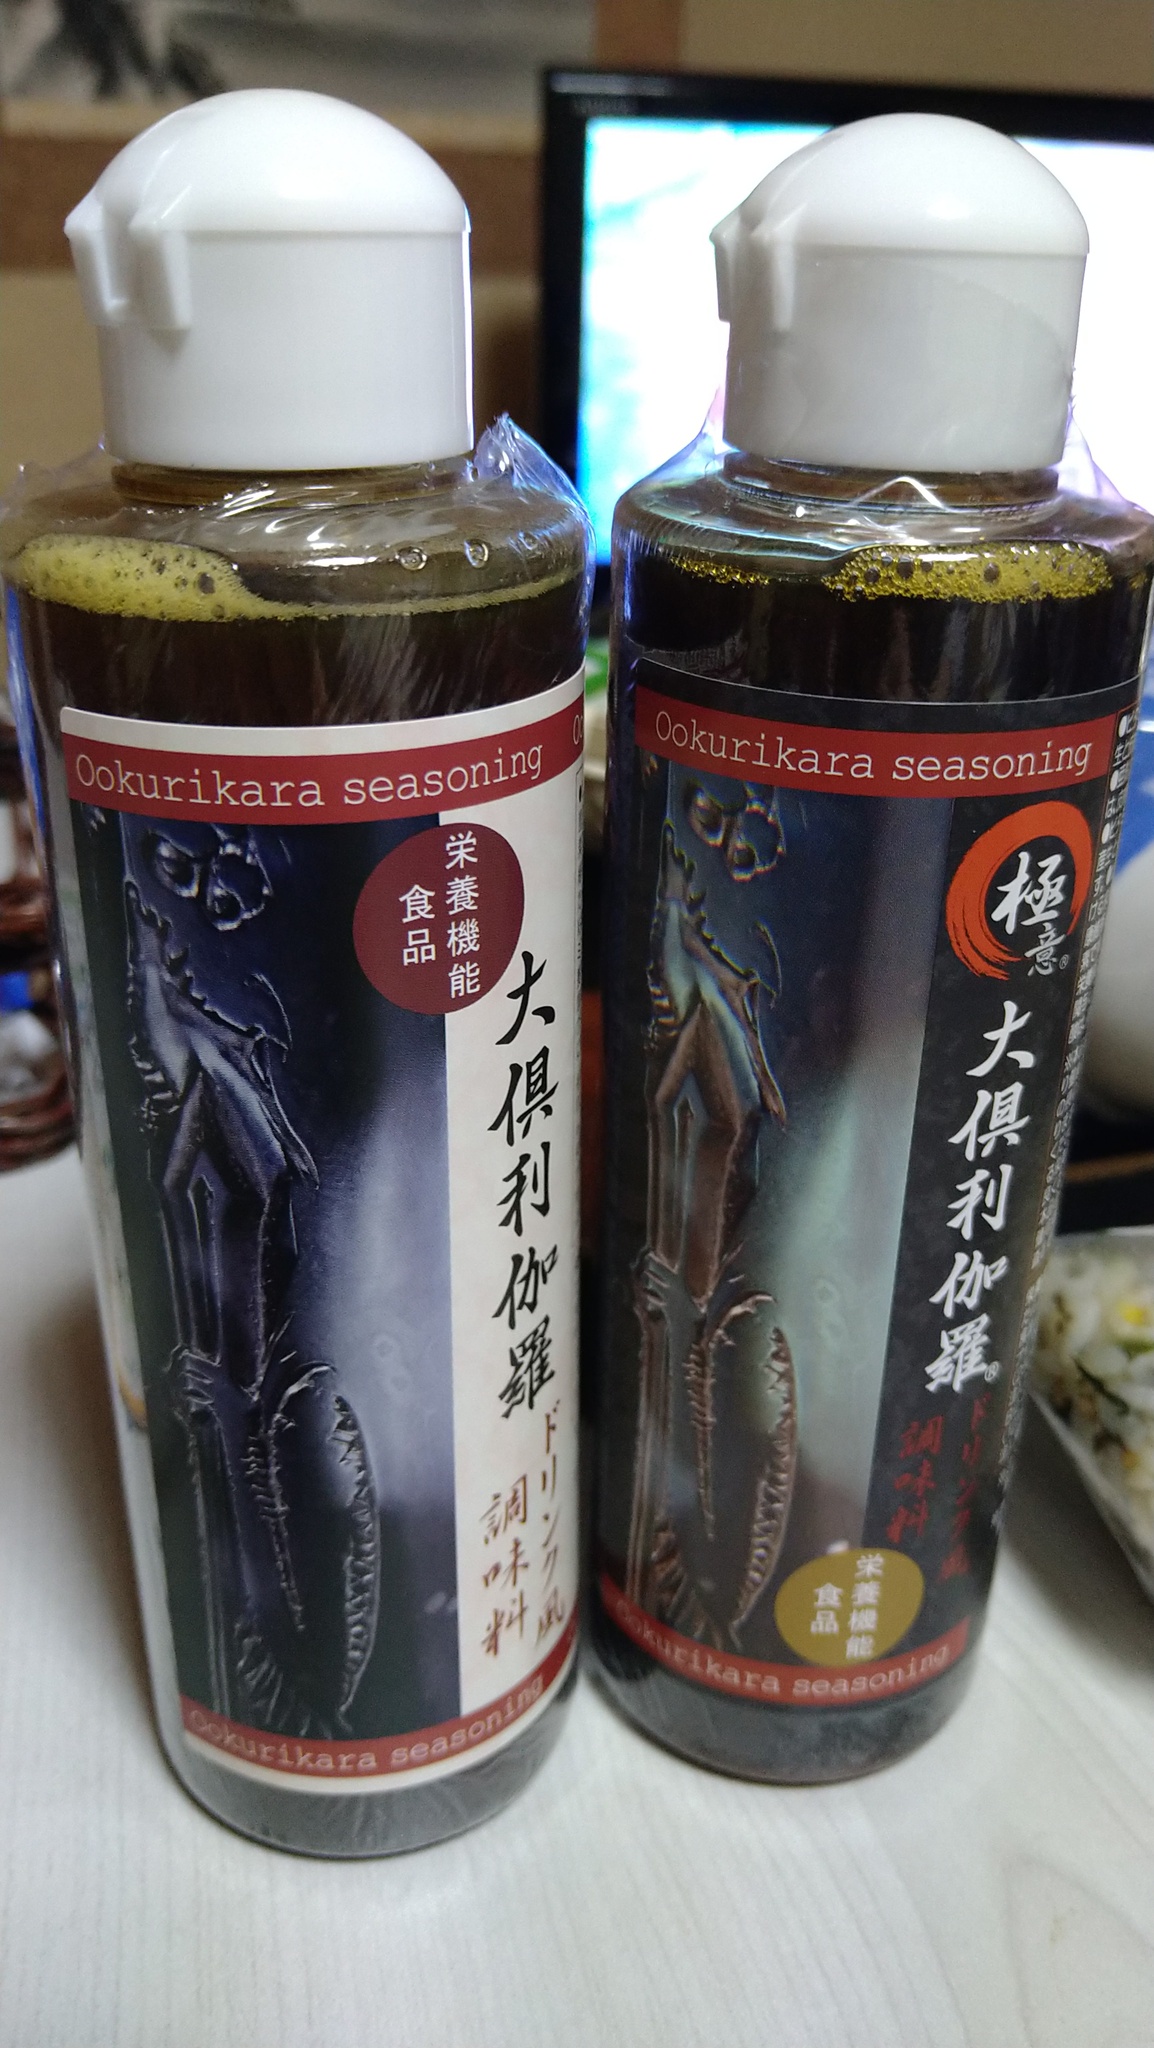 Ookurikara seasoning
栄養機能
食品
大倶利伽羅
ドリンク風
調味料
Ookurikara seasoning
Ookurikara seasoning
極意®
大倶利伽羅®
ドリンク風
調味料
栄養機能
食品
Ookurikara seasoning